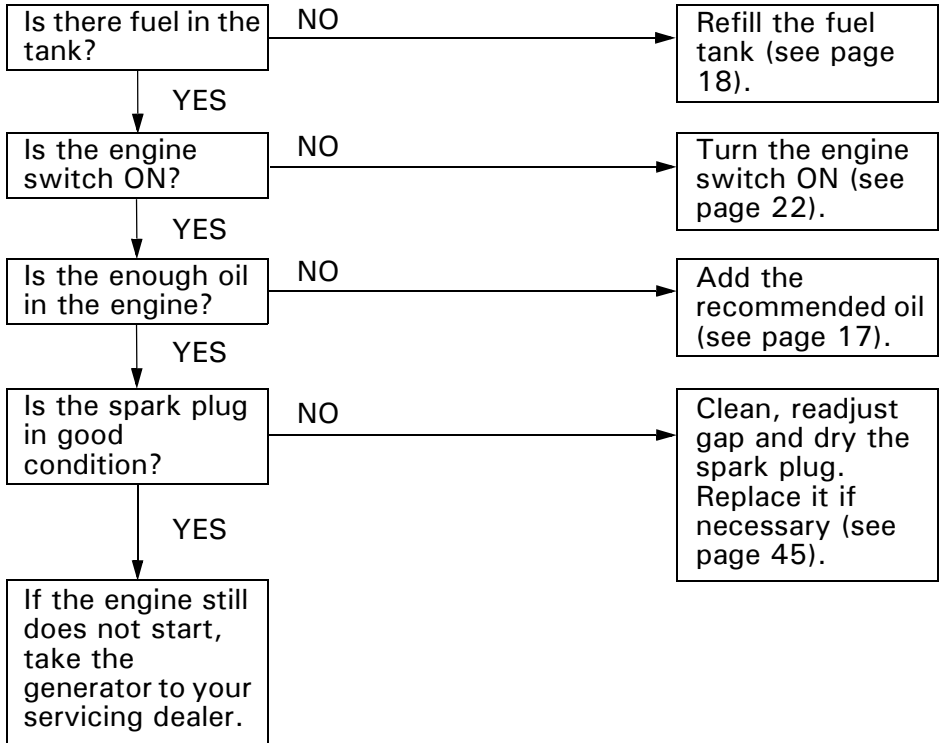 Is there fuel in the
tank?
NO
Refill the fuel
tank (see page
18).
YES
Is the engine
switch ON?
NO
Turn the engine
switch ON (see
page 22).
YES
Is the enough oil
in the engine?
NO
Add the
recommended oil
(see page 17).
YES
Is the spark plug
in good
condition?
NO
Clean, readjust
gap and dry the
spark plug.
Replace it if
necessary (see
page 45).
YES
If the engine still
does not start,
take the
generator to your
servicing dealer.